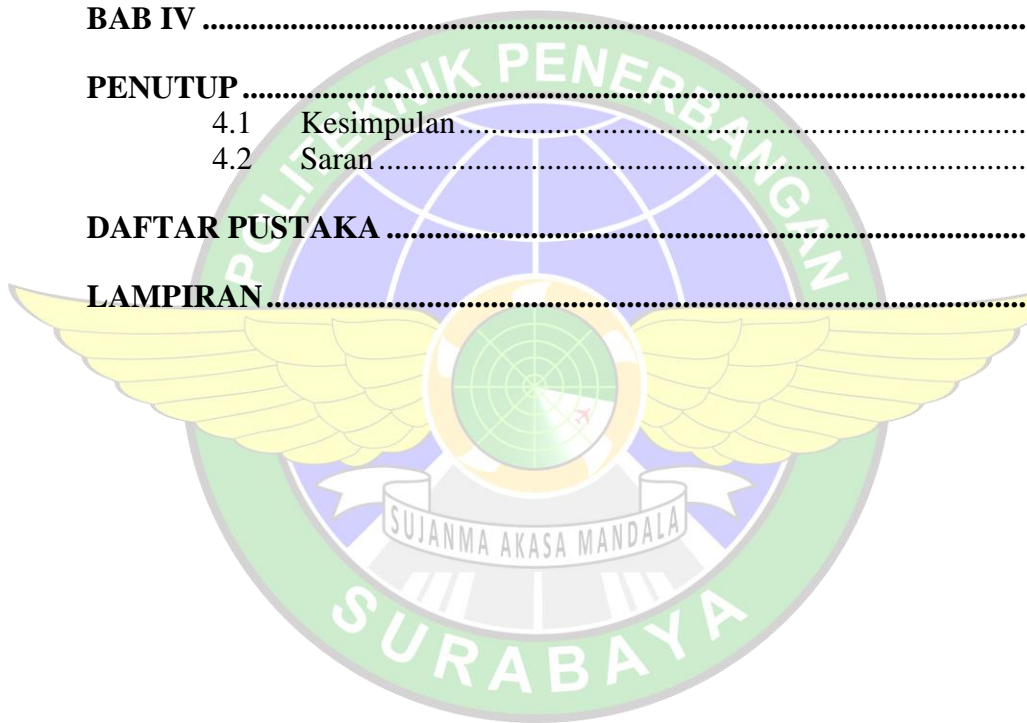 BAB IV ................................................................................
PENUTUP ................................................................................
4.1 Kesimpulan ................................................................................
4.2 Saran ................................................................................
DAFTAR PUSTAKA ................................................................................
LAMPIRAN ................................................................................
POLITEKNIK PENERBANGAN
SUJANMA AKASA MANDALA
SURABAYA